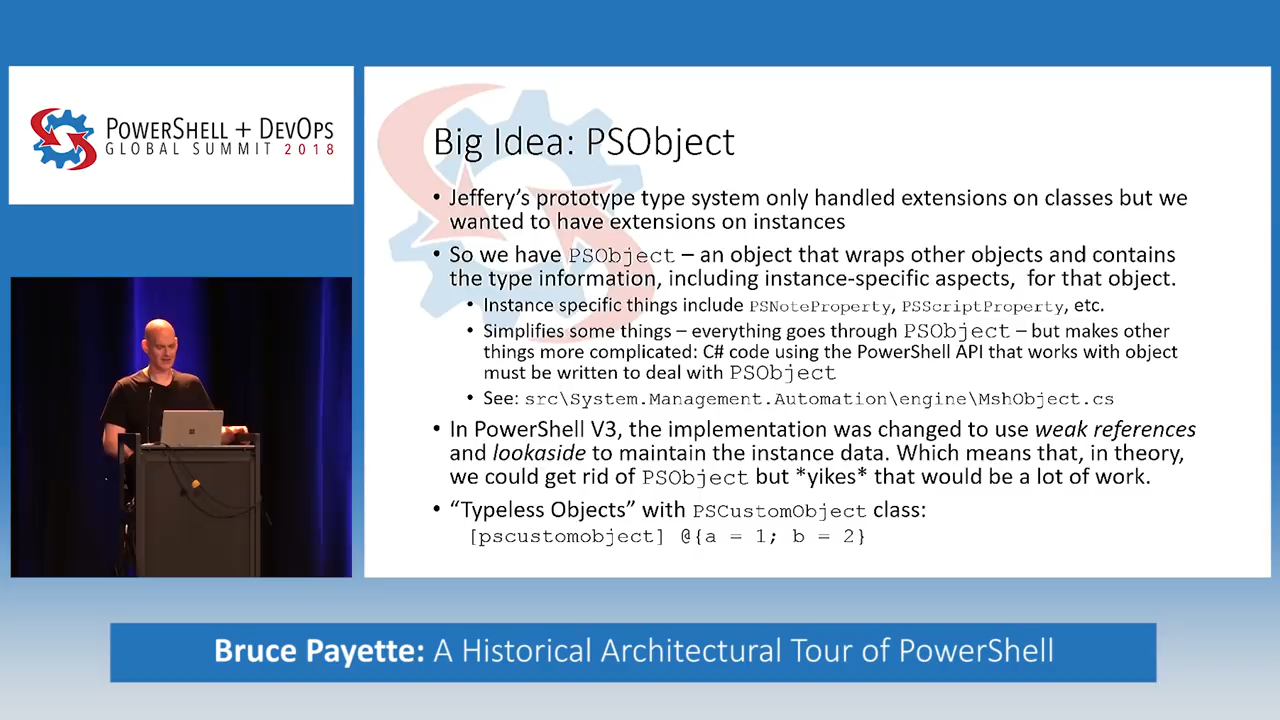 POWERSHELL + DEVOPS
GLOBAL SUMMIT 2018
Big Idea: PSObject
• Jeffery’s prototype type system only handled extensions on classes but we
wanted to have extensions on instances
• So we have PSObject – an object that wraps other objects and contains
the type information, including instance-specific aspects, for that object.
• Instance specific things include PSNoteProperty, PSScriptProperty, etc.
• Simplifies some things – everything goes through PSObject – but makes other
things more complicated: C# code using the PowerShell API that works with object
must be written to deal with PSObject
• See: src\System.Management.Automation\engine\MshObject.cs
• In PowerShell V3, the implementation was changed to use weak references
and lookaside to maintain the instance data. Which means that, in theory,
we could get rid of PSObject but *yikes* that would be a lot of work.
• “Typeless Objects” with PSCustomObject class:
[pscustomobject] @{a = 1; b = 2}
Bruce Payette: A Historical Architectural Tour of PowerShell